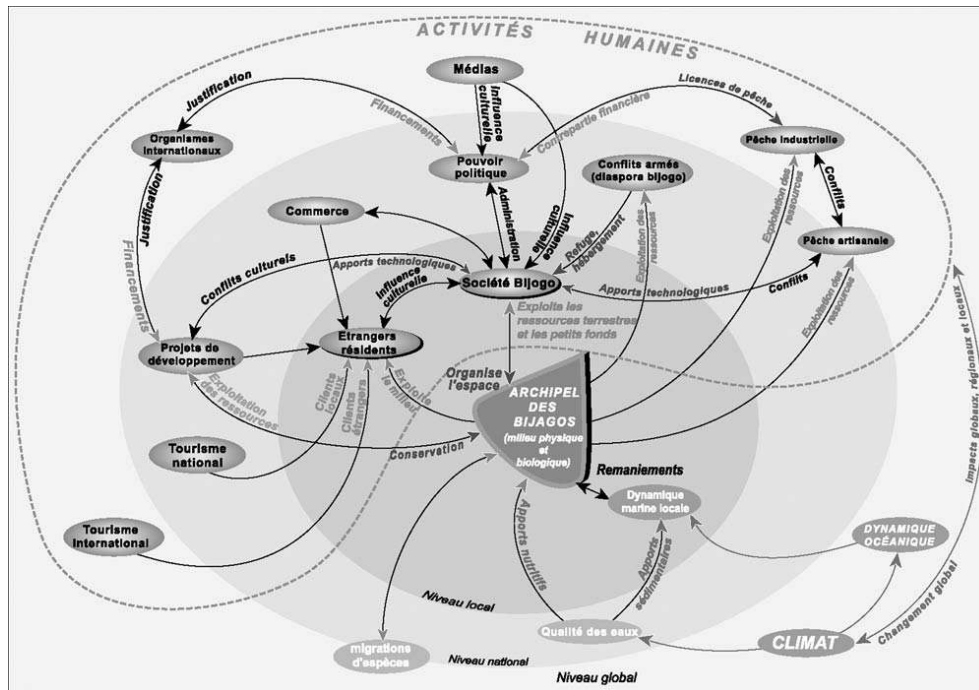 ACTIVITÉS HUMAINES
Médias
Justification
Influence
culturelle
Licences de pêche
Financements
Contrepartie financière
Organismes
internationaux
Pêche industrielle
Pouvoir
politique
Conflits armés
(diaspora bijogo)
Conflits
Exploitation des
ressources
Justification
Commerce
Administration
Influence
culturelle
Refuge,
hébergement
Exploitation des
ressources
Pêche artisanale
Financements
Conflits culturels
Apports technologiques
Influence
culturelle
Société Bijogo
Apports technologiques
Conflits
Exploitation des
ressources
Exploite les
ressources terrestres
et les petits fonds
Projets de
développement
Etrangers
résidents
Organise
l'espace
Exploitation
des ressources
Clients
locaux
Clients
étrangers
Exploite
le milieu
ARCHIPEL
DES
BIJAGOS
(milieu physique
et
biologique)
Impacts globaux, régionaux et locaux
Tourisme
national
Conservation
Remaniements
Dynamique
marine locale
Tourisme
international
Apports nutritifs
Apports
sédimentaires
DYNAMIQUE
OCÉANIQUE
Niveau local
Qualité des eaux
CLIMAT
Changement global
migrations
d'espèces
Niveau national
Niveau global